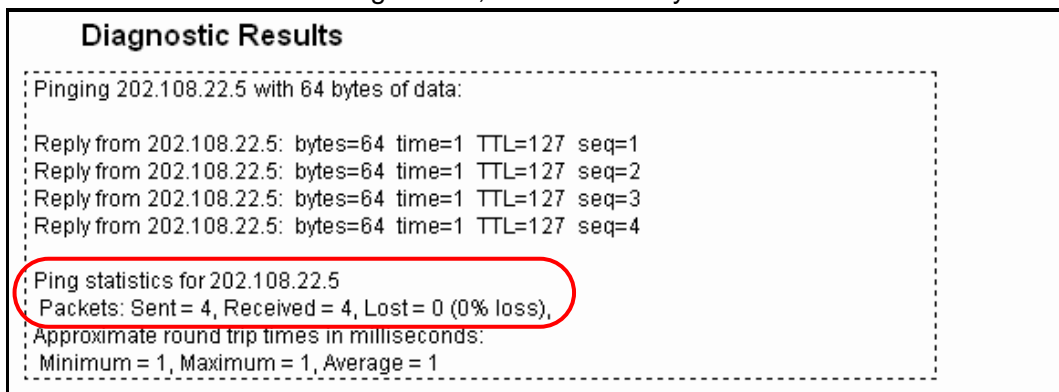 Diagnostic Results
Pinging 202.108.22.5 with 64 bytes of data:
Reply from 202.108.22.5: bytes=64 time=1 TTL=127 seq=1
Reply from 202.108.22.5: bytes=64 time=1 TTL=127 seq=2
Reply from 202.108.22.5: bytes=64 time=1 TTL=127 seq=3
Reply from 202.108.22.5: bytes=64 time=1 TTL=127 seq=4
Ping statistics for 202.108.22.5
Packets: Sent = 4, Received = 4, Lost = 0 (0% loss),
Approximate round trip times in milliseconds:
Minimum = 1, Maximum = 1, Average = 1